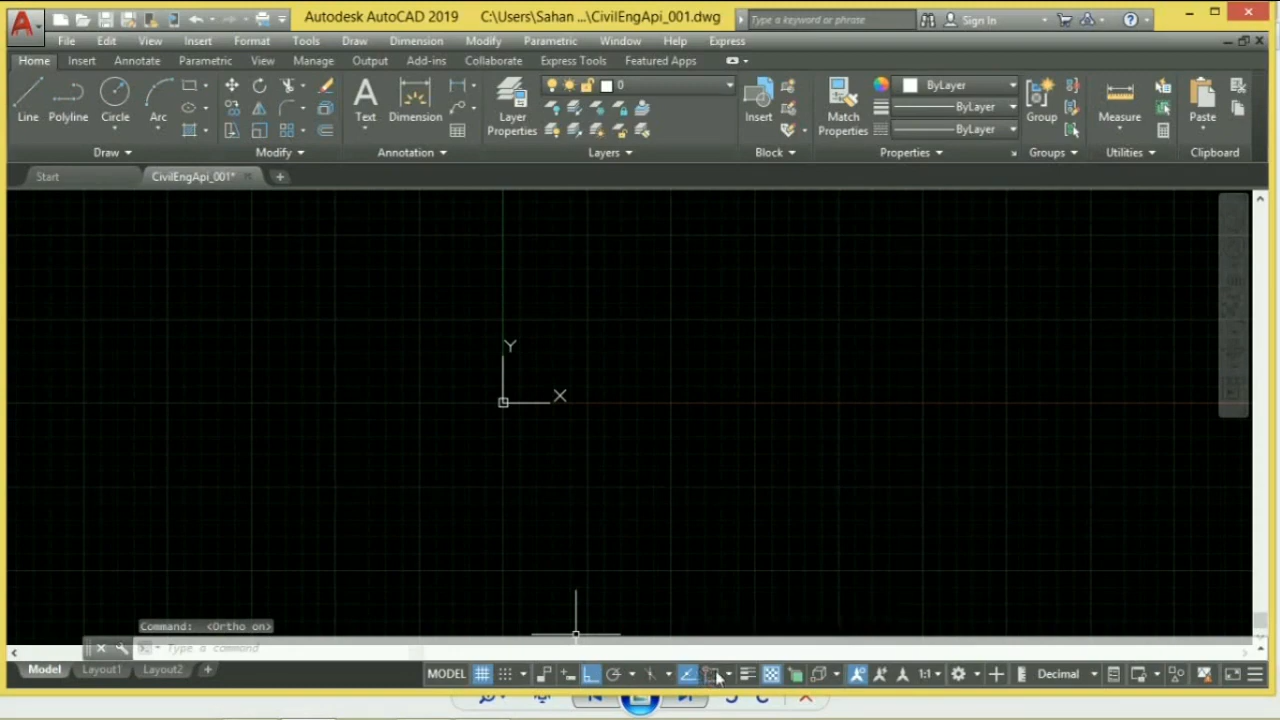 Autodesk AutoCAD 2019 C:\Users\Sahan ...\CivilEngApi_001.dwg Type a keyword or phrase Sign In
File Edit View Insert Format Tools Draw Dimension Modify Parametric Window Help Express
Home Insert Annotate Parametric View Manage Output Add-ins Collaborate Express Tools Featured Apps
0 ByLayer
ByLayer
Line Polyline Circle Arc Text Dimension Layer Properties Insert Match Properties Group Measure Paste
ByLayer
Draw Modify Annotation Layers Block Properties Groups Utilities Clipboard
Start CivilEngApi_001*
Y
X
Command: <Ortho on>
Type a command
Model Layout1 Layout2 MODEL 1:1 Decimal